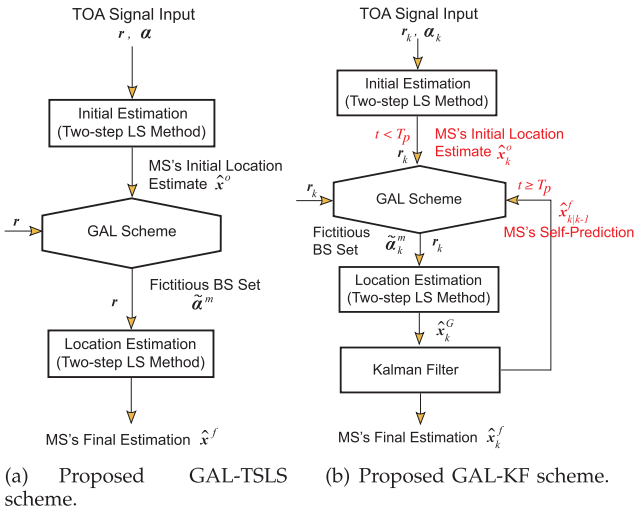 TOA Signal Input
r , α
Initial Estimation
(Two-step LS Method)
MS's Initial Location
Estimate x̂ᵒ
r
GAL Scheme
r
Fictitious BS Set
α̃ᵐ
Location Estimation
(Two-step LS Method)
MS's Final Estimation x̂ᶠ
(a) Proposed GAL-TSLS
scheme.
TOA Signal Input
rₖ, αₖ
Initial Estimation
(Two-step LS Method)
t < Tₚ
rₖ
MS's Initial Location
Estimate x̂ₖᵒ
rₖ
GAL Scheme
t ≥ Tₚ
x̂ᶠₖ|ₖ₋₁
MS's Self-Prediction
Fictitious
BS Set
α̃ₖᵐ
rₖ
Location Estimation
(Two-step LS Method)
x̂ₖᴳ
Kalman Filter
MS's Final Estimation x̂ₖᶠ
(b) Proposed GAL-KF scheme.